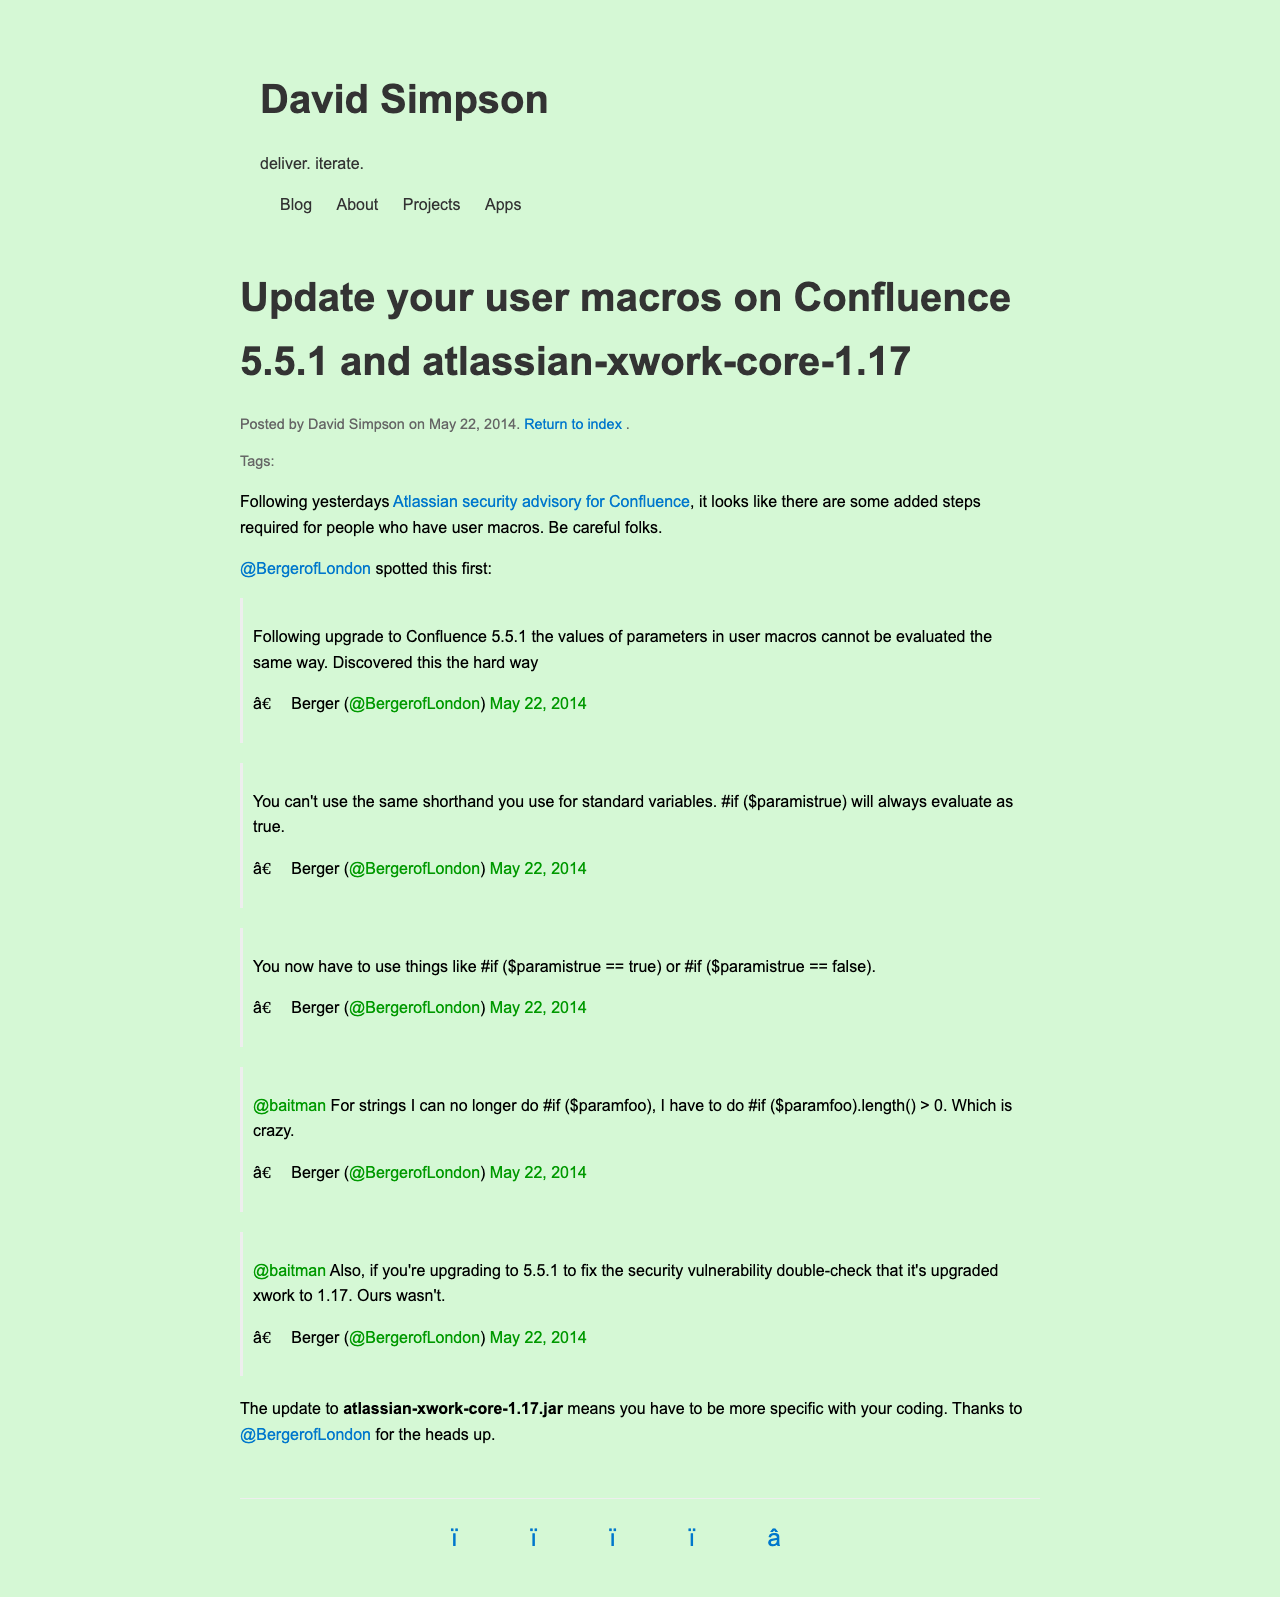 David Simpson
deliver. iterate.
Blog About Projects Apps
Update your user macros on Confluence
5.5.1 and atlassian-xwork-core-1.17
Posted by David Simpson on May 22, 2014. Return to index .
Tags:
Following yesterdays Atlassian security advisory for Confluence, it looks like there are some added steps
required for people who have user macros. Be careful folks.
@BergerofLondon spotted this first:
Following upgrade to Confluence 5.5.1 the values of parameters in user macros cannot be evaluated the
same way. Discovered this the hard way
â€ Berger (@BergerofLondon) May 22, 2014
You can't use the same shorthand you use for standard variables. #if ($paramistrue) will always evaluate as
true.
â€ Berger (@BergerofLondon) May 22, 2014
You now have to use things like #if ($paramistrue == true) or #if ($paramistrue == false).
â€ Berger (@BergerofLondon) May 22, 2014
@baitman For strings I can no longer do #if ($paramfoo), I have to do #if ($paramfoo).length() > 0. Which is
crazy.
â€ Berger (@BergerofLondon) May 22, 2014
@baitman Also, if you're upgrading to 5.5.1 to fix the security vulnerability double-check that it's upgraded
xwork to 1.17. Ours wasn't.
â€ Berger (@BergerofLondon) May 22, 2014
The update to atlassian-xwork-core-1.17.jar means you have to be more specific with your coding. Thanks to
@BergerofLondon for the heads up.
ï ï ï ï â